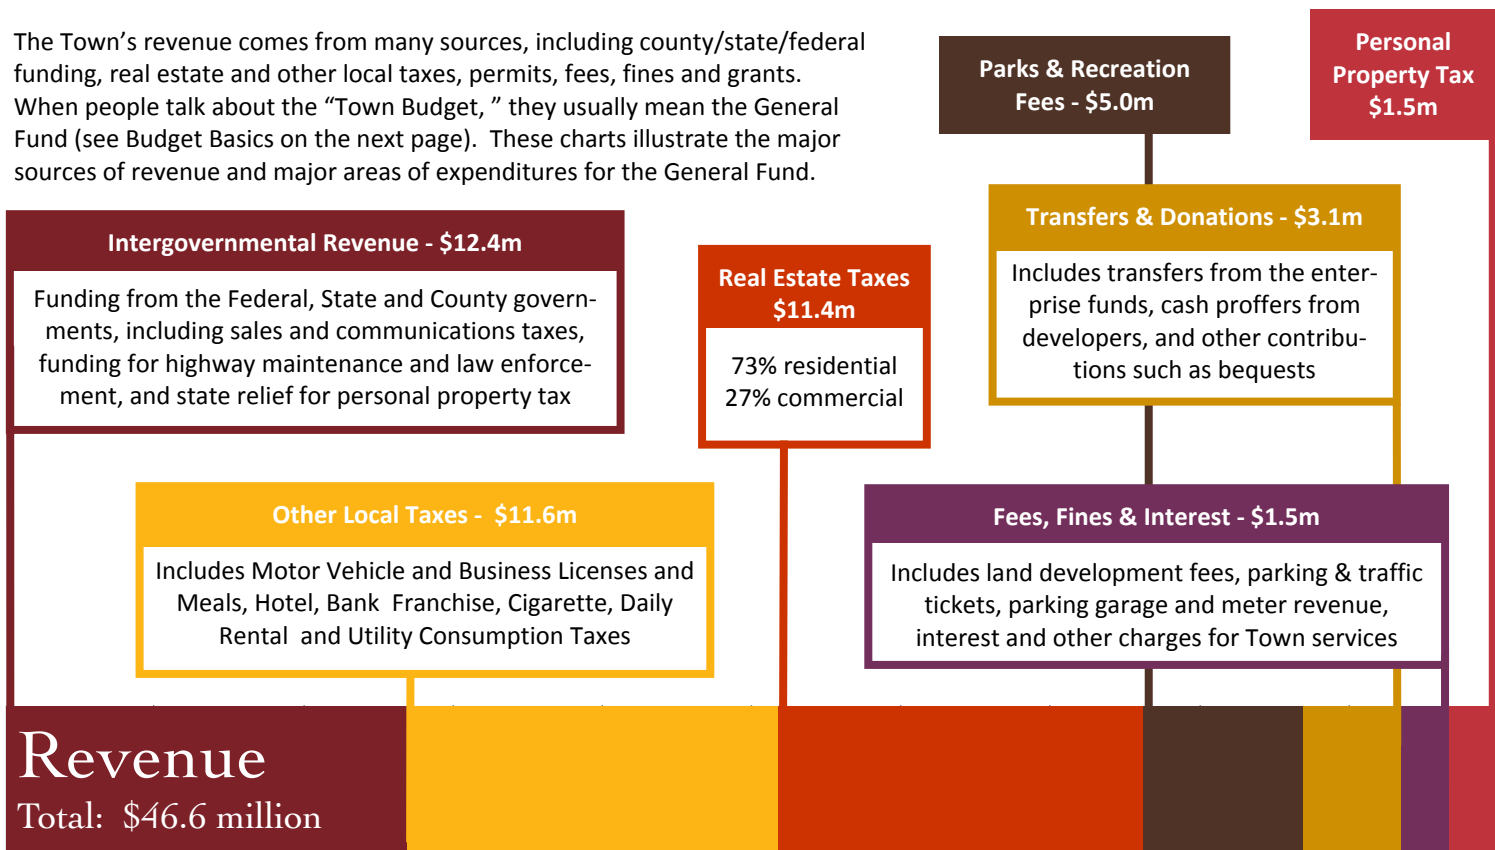 The Town’s revenue comes from many sources, including county/state/federal
funding, real estate and other local taxes, permits, fees, fines and grants.
When people talk about the “Town Budget, ” they usually mean the General
Fund (see Budget Basics on the next page).  These charts illustrate the major
sources of revenue and major areas of expenditures for the General Fund.
Parks & Recreation
Fees - $5.0m
Personal
Property Tax
$1.5m
Intergovernmental Revenue - $12.4m
Funding from the Federal, State and County govern-
ments, including sales and communications taxes,
funding for highway maintenance and law enforce-
ment, and state relief for personal property tax
Real Estate Taxes
$11.4m
73% residential
27% commercial
Transfers & Donations - $3.1m
Includes transfers from the enter-
prise funds, cash proffers from
developers, and other contribu-
tions such as bequests
Other Local Taxes -  $11.6m
Includes Motor Vehicle and Business Licenses and
Meals, Hotel, Bank  Franchise, Cigarette, Daily
Rental  and Utility Consumption Taxes
Fees, Fines & Interest - $1.5m
Includes land development fees, parking & traffic
tickets, parking garage and meter revenue,
interest and other charges for Town services
Revenue
Total:  $46.6 million